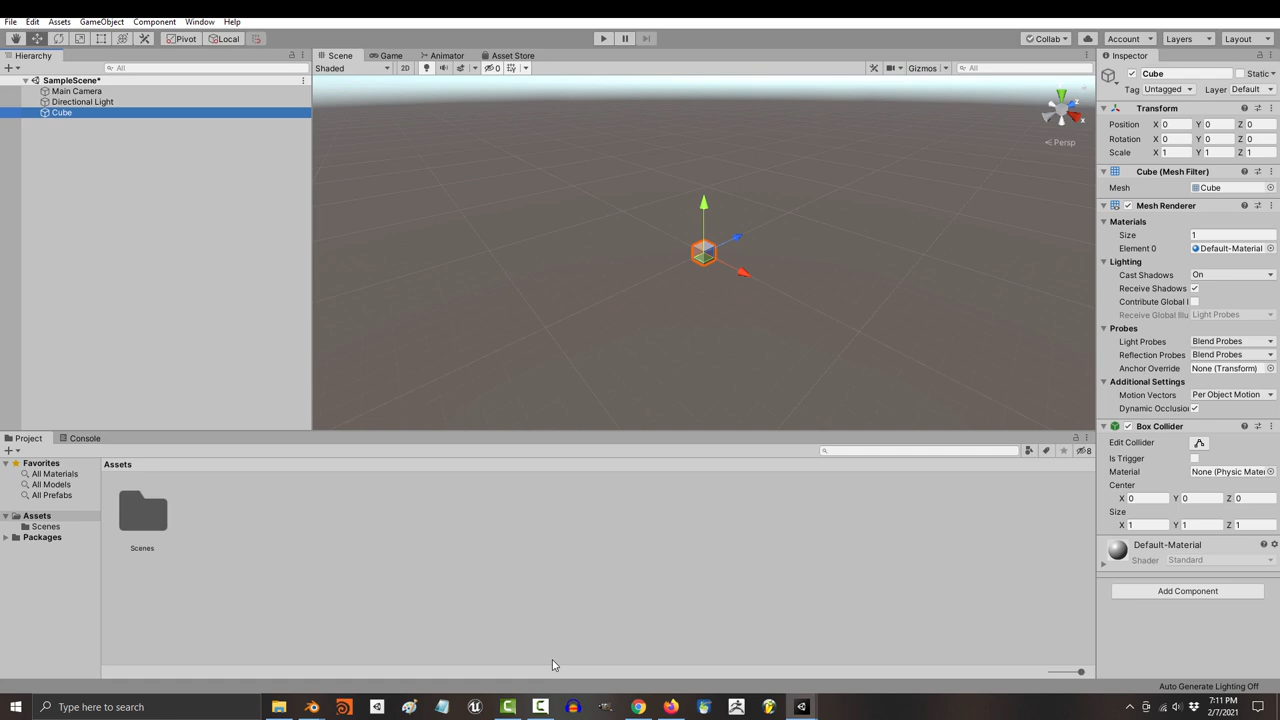 File Edit Assets GameObject Component Window Help
Pivot Local Collab Account Layers Layout
Hierarchy
All
SampleScene*
Main Camera
Directional Light
Cube
Scene Game Animator Asset Store
Shaded 2D 0 Gizmos All
x
z
Persp
Inspector
Cube Static
Tag Untagged Layer Default
Transform
Position X 0 Y 0 Z 0
Rotation X 0 Y 0 Z 0
Scale X 1 Y 1 Z 1
Cube (Mesh Filter)
Mesh Cube
Mesh Renderer
Materials
Size 1
Element 0 Default-Material
Lighting
Cast Shadows On
Receive Shadows
Contribute Global I
Receive Global Illu Light Probes
Probes
Light Probes Blend Probes
Reflection Probes Blend Probes
Anchor Override None (Transform)
Additional Settings
Motion Vectors Per Object Motion
Dynamic Occlusio
Box Collider
Edit Collider
Is Trigger
Material None (Physic Mater
Center
X 0 Y 0 Z 0
Size
X 1 Y 1 Z 1
Default-Material
Shader Standard
Add Component
Project Console
8
Favorites
All Materials
All Models
All Prefabs
Assets
Scenes
Packages
Assets
Scenes
Auto Generate Lighting Off
Type here to search
7:11 PM
2/7/2021